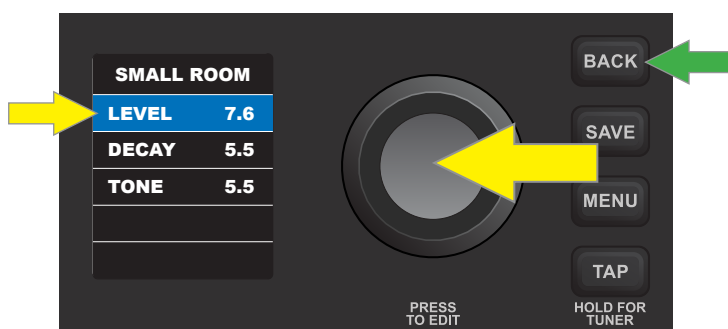 SMALL ROOM
LEVEL 7.6
DECAY 5.5
TONE 5.5
PRESS
TO EDIT
BACK
SAVE
MENU
TAP
HOLD FOR
TUNER